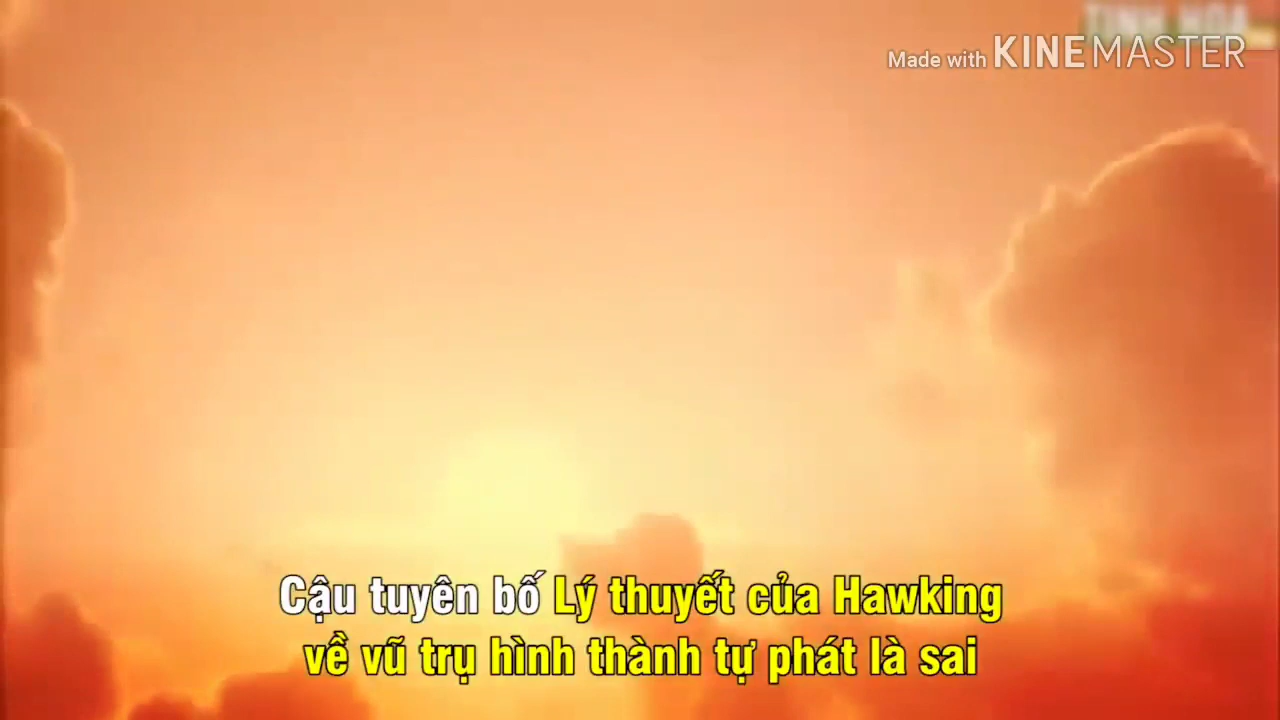 Made with KINEMASTER
Cậu tuyên bố Lý thuyết của Hawking
về vũ trụ hình thành tự phát là sai